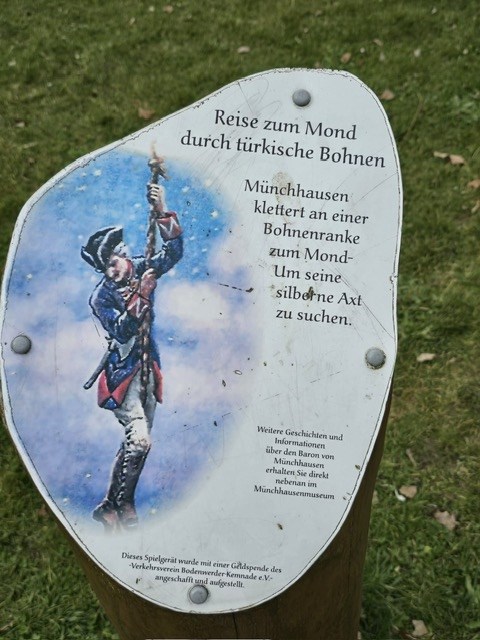 Reise zum Mond
durch türkische Bohnen
Münchhausen
klettert an einer
Bohnenranke
zum Mond-
Um seine
silberne Axt
zu suchen.
Weitere Geschichten und
Informationen
über den Baron von
Münchhausen
erhalten Sie direkt
nebenan im
Münchhausenmuseum
Dieses Spielgerät wurde mit einer Geldspende des
-Verkehrsverein Bodenwerder-Kemnade e.V.-
angeschafft und aufgestellt.